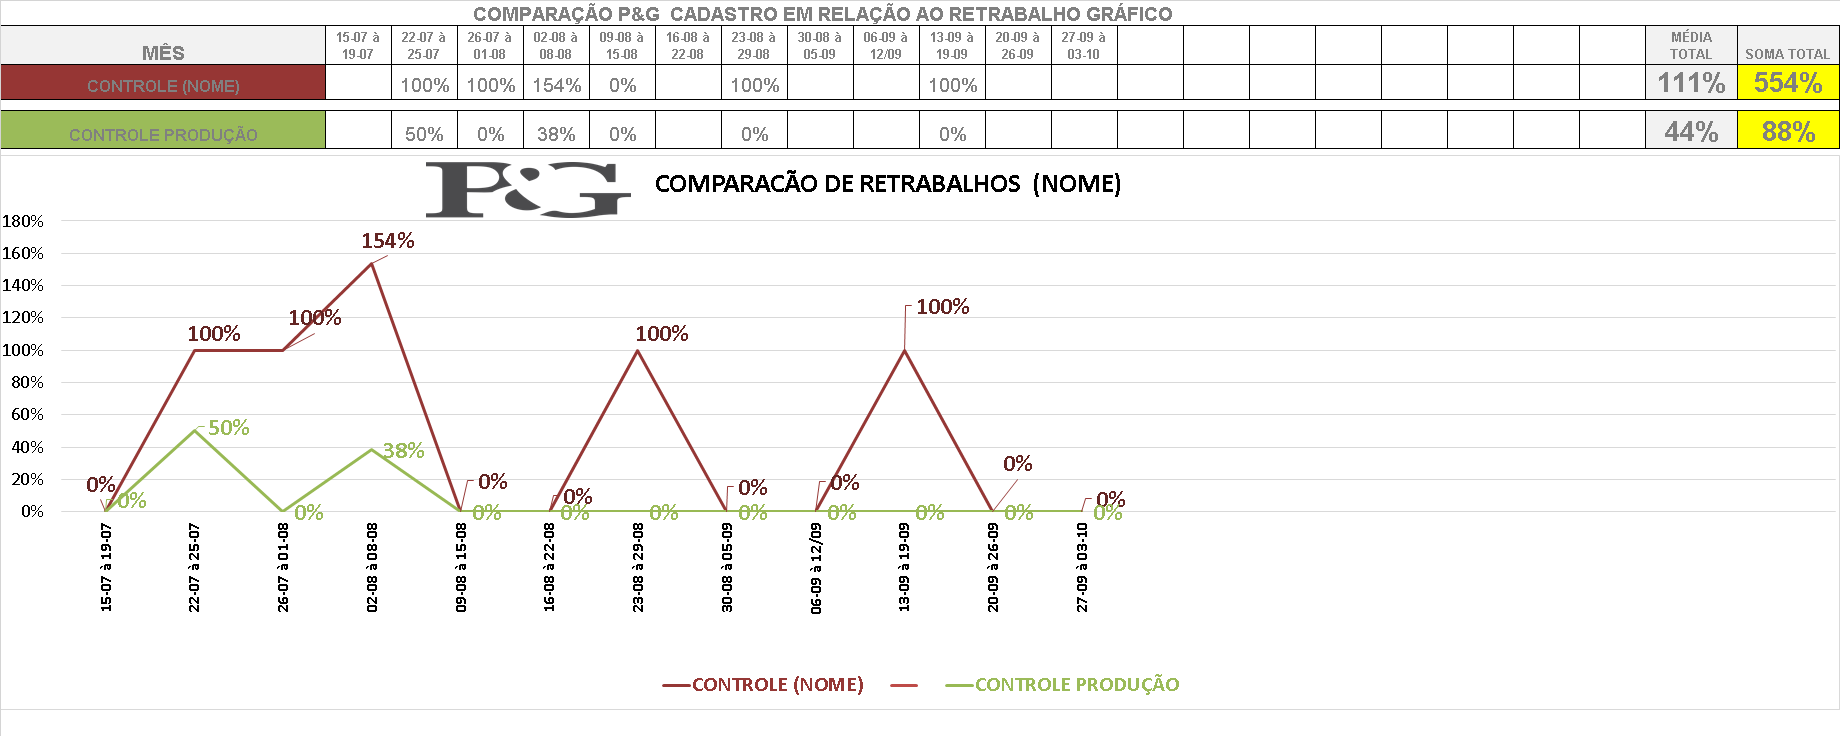 COMPARAÇÃO P&G  CADASTRO EM RELAÇÃO AO RETRABALHO GRÁFICO
MÊS
15-07 à 19-07
22-07 à 25-07
26-07 à 01-08
02-08 à 08-08
09-08 à 15-08
16-08 à 22-08
23-08 à 29-08
30-08 à 05-09
06-09 à 12/09
13-09 à 19-09
20-09 à 26-09
27-09 à 03-10
MÉDIA TOTAL
SOMA TOTAL
CONTROLE (NOME) 100% 100% 154% 0% 100% 100% 111% 554%
CONTROLE PRODUÇÃO 50% 0% 38% 0% 0% 0% 44% 88%
P&G
COMPARACÃO DE RETRABALHOS  (NOME)
180%
160%
140%
120%
100%
80%
60%
40%
20%
0%
0% 100% 100% 154% 0% 0% 100% 0% 0% 100% 0% 0%
0% 50% 0% 38% 0% 0% 0% 0% 0% 0% 0% 0%
15-07 à 19-07
22-07 à 25-07
26-07 à 01-08
02-08 à 08-08
09-08 à 15-08
16-08 à 22-08
23-08 à 29-08
30-08 à 05-09
06-09 à 12/09
13-09 à 19-09
20-09 à 26-09
27-09 à 03-10
CONTROLE (NOME)
CONTROLE PRODUÇÃO